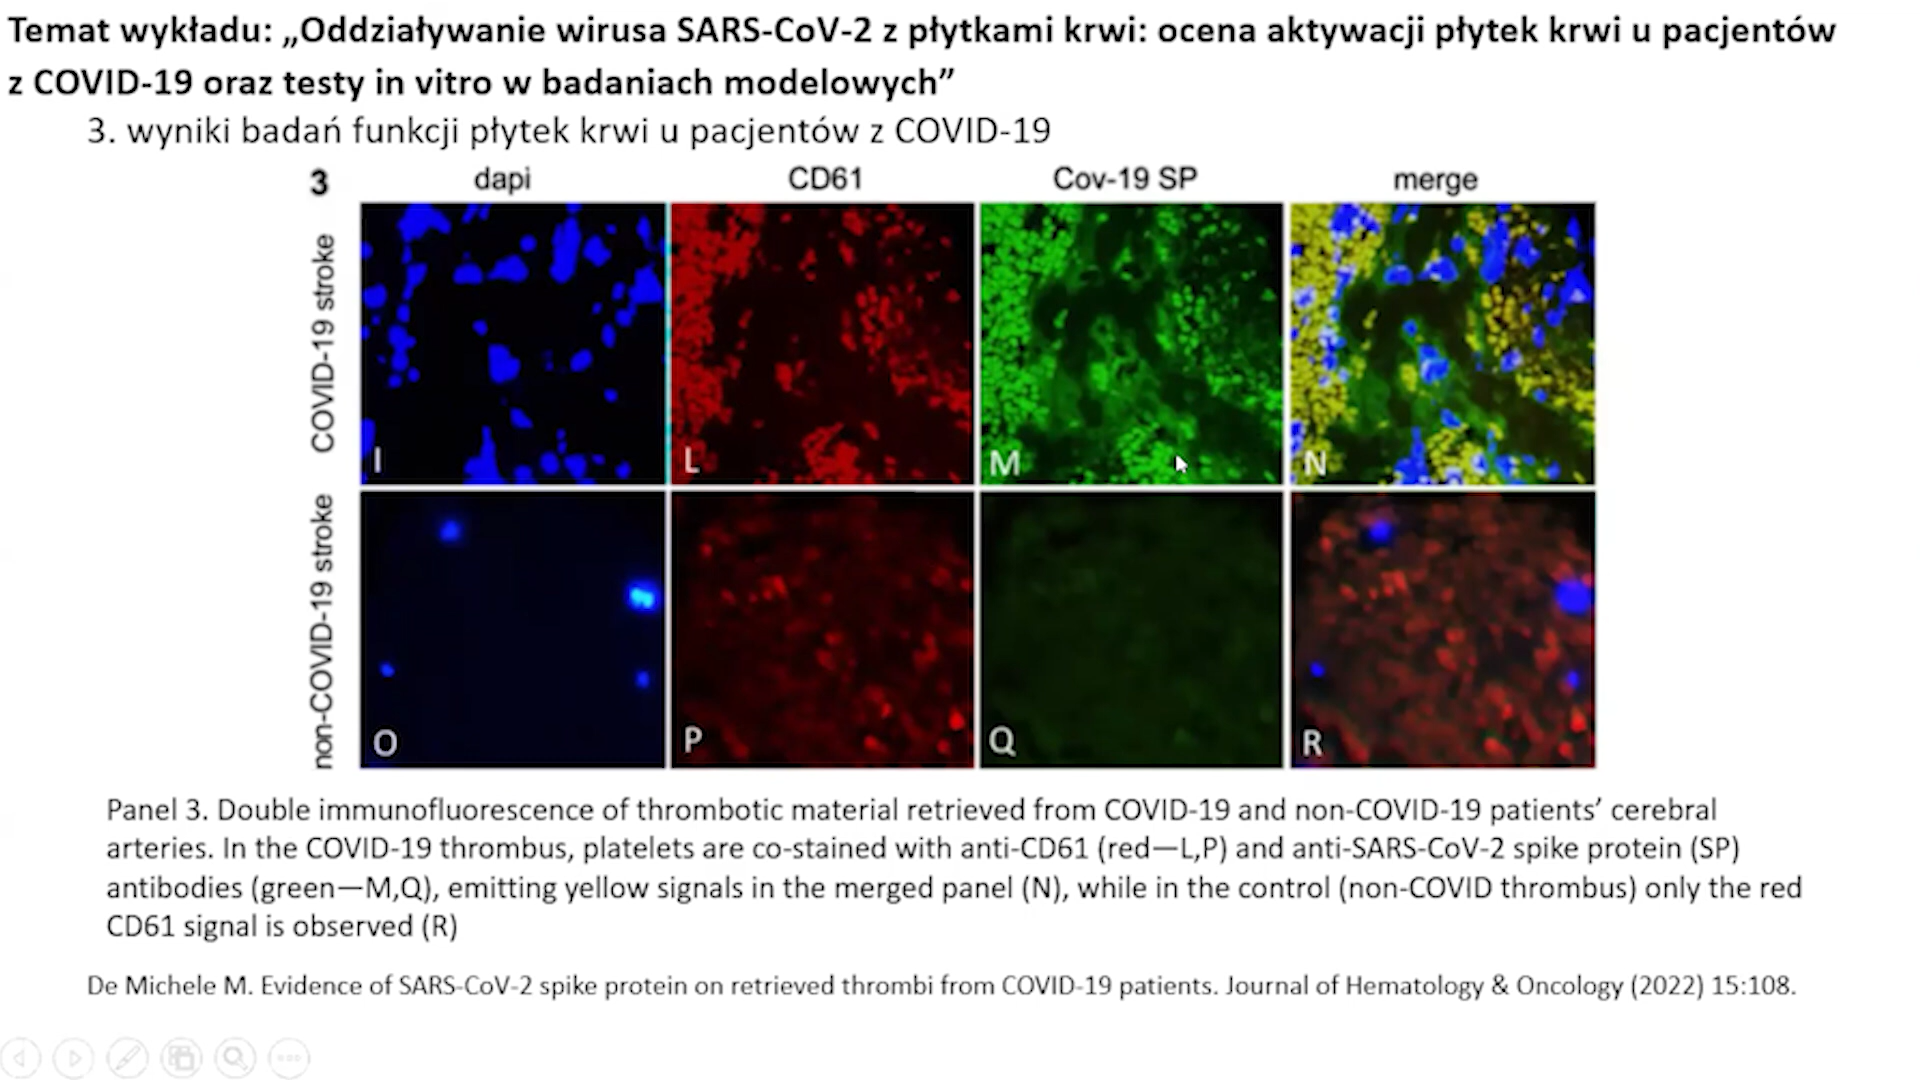 Temat wykładu: „Oddziaływanie wirusa SARS-CoV-2 z płytkami krwi: ocena aktywacji płytek krwi u pacjentów
z COVID-19 oraz testy in vitro w badaniach modelowych”
3. wyniki badań funkcji płytek krwi u pacjentów z COVID-19
3 dapi CD61 Cov-19 SP merge
COVID-19 stroke
I L M N
non-COVID-19 stroke
O P Q R
Panel 3. Double immunofluorescence of thrombotic material retrieved from COVID-19 and non-COVID-19 patients’ cerebral
arteries. In the COVID-19 thrombus, platelets are co-stained with anti-CD61 (red—L,P) and anti-SARS-CoV-2 spike protein (SP)
antibodies (green—M,Q), emitting yellow signals in the merged panel (N), while in the control (non-COVID thrombus) only the red
CD61 signal is observed (R)
De Michele M. Evidence of SARS-CoV-2 spike protein on retrieved thrombi from COVID-19 patients. Journal of Hematology & Oncology (2022) 15:108.